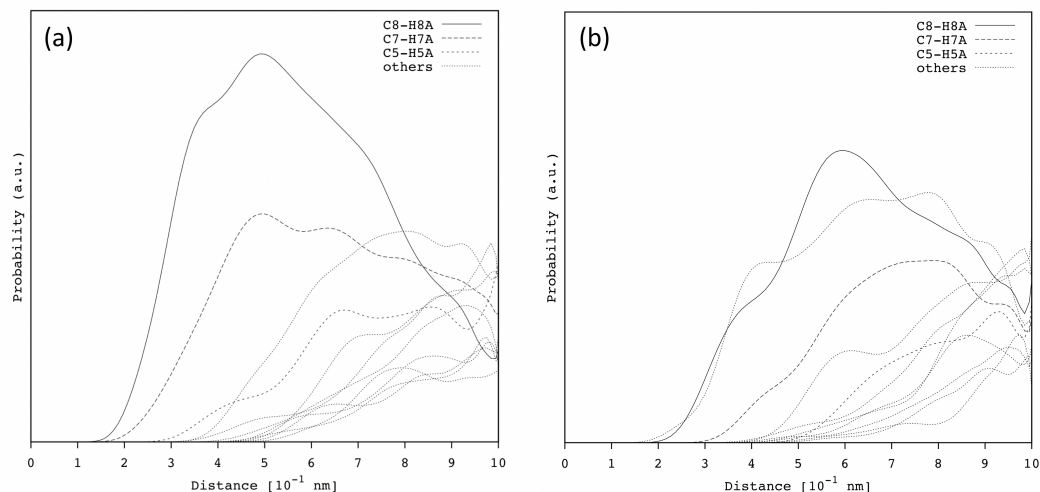 (a)
C8-H8A
C7-H7A
C5-H5A
others
Probability (a.u.)
0 1 2 3 4 5 6 7 8 9 10
Distance [10⁻¹ nm]
(b)
C8-H8A
C7-H7A
C5-H5A
others
Probability (a.u.)
0 1 2 3 4 5 6 7 8 9 10
Distance [10⁻¹ nm]